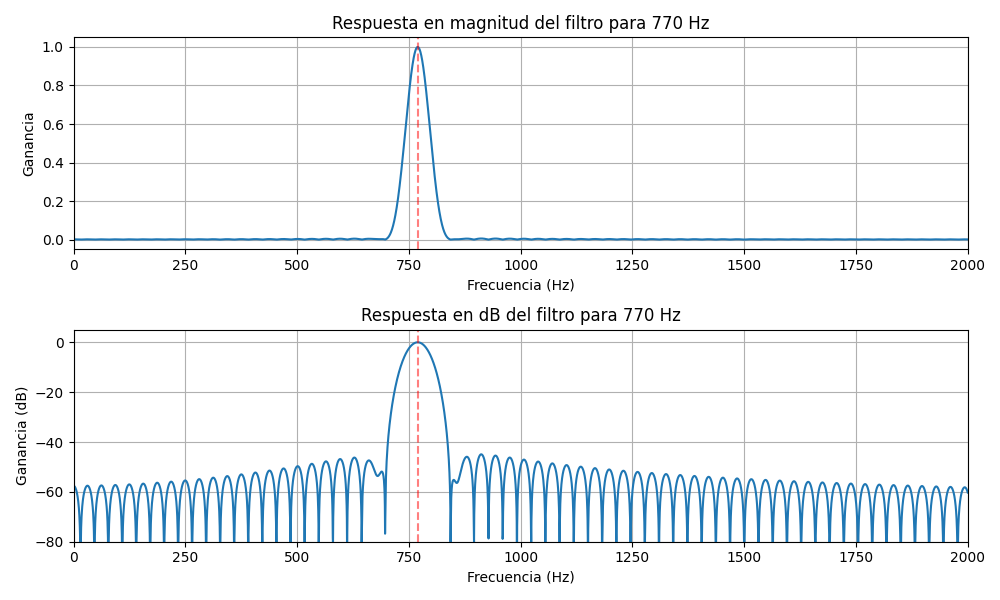 Respuesta en magnitud del filtro para 770 Hz
1.0
0.8
0.6
0.4
0.2
0.0
Ganancia
0 250 500 750 1000 1250 1500 1750 2000
Frecuencia (Hz)
Respuesta en dB del filtro para 770 Hz
0
−20
−40
−60
−80
Ganancia (dB)
0 250 500 750 1000 1250 1500 1750 2000
Frecuencia (Hz)